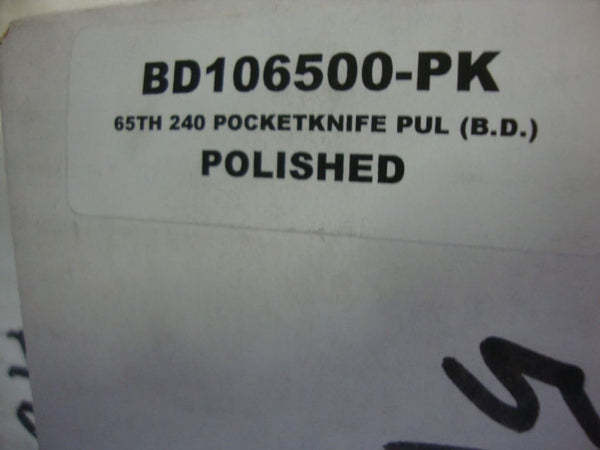 BD106500-PK
65TH 240 POCKETKNIFE PUL (B.D.)
POLISHED